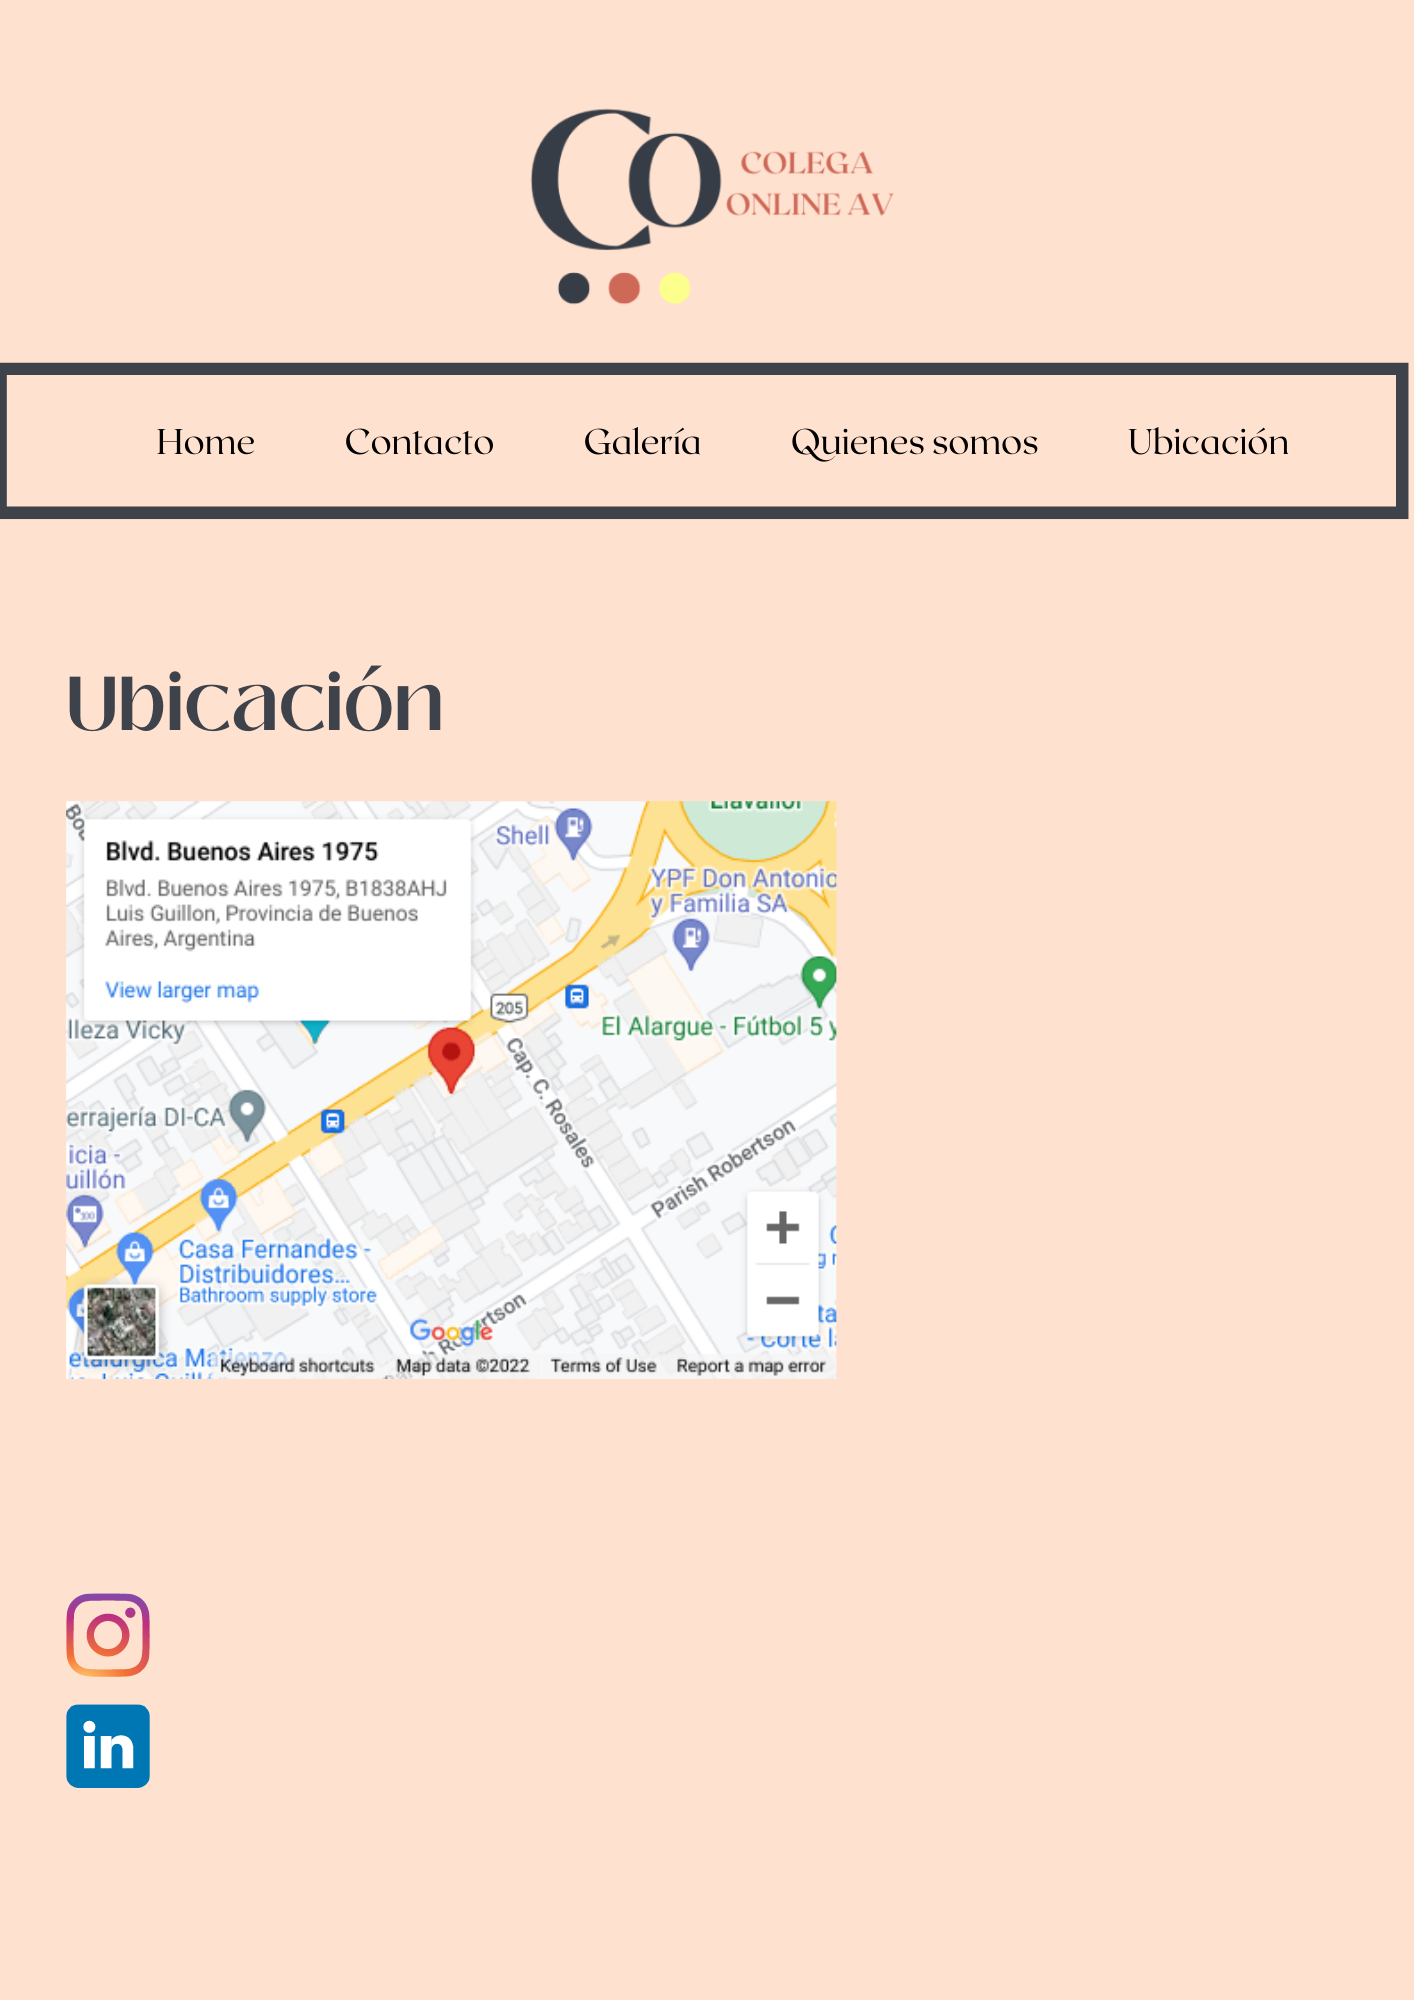 Co
COLEGA
ONLINE AV
Home Contacto Galería Quienes somos Ubicación
Ubicación
Blvd. Buenos Aires 1975
Blvd. Buenos Aires 1975, B1838AHJ
Luis Guillon, Provincia de Buenos
Aires, Argentina
View larger map
Shell
YPF Don Antonio
y Familia SA
205
El Alargue - Fútbol 5 y
lleza Vicky
Cap. C. Rosales
errajería DI-CA
icia -
uillón
Parish Robertson
Casa Fernandes -
Distribuidores...
Bathroom supply store
Google
Keyboard shortcuts Map data ©2022 Terms of Use Report a map error
in